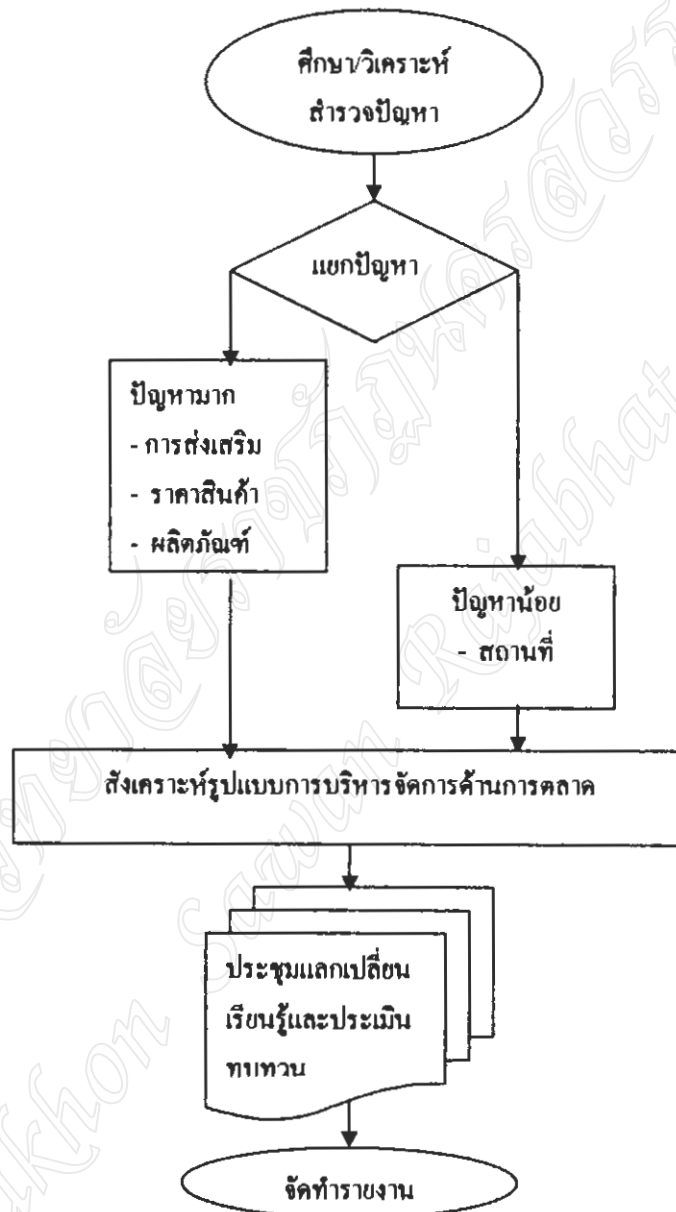 ศึกษา/วิเคราะห์
สำรวจปัญหา
แยกปัญหา
ปัญหามาก
- การส่งเสริม
- ราคาสินค้า
- ผลิตภัณฑ์
ปัญหาน้อย
- สถานที่
สังเคราะห์รูปแบบการบริหารจัดการด้านการตลาด
ประชุมแลกเปลี่ยน
เรียนรู้และประเมิน
ทบทวน
จัดทำรายงาน
Nakhon Sawan Rajabhat